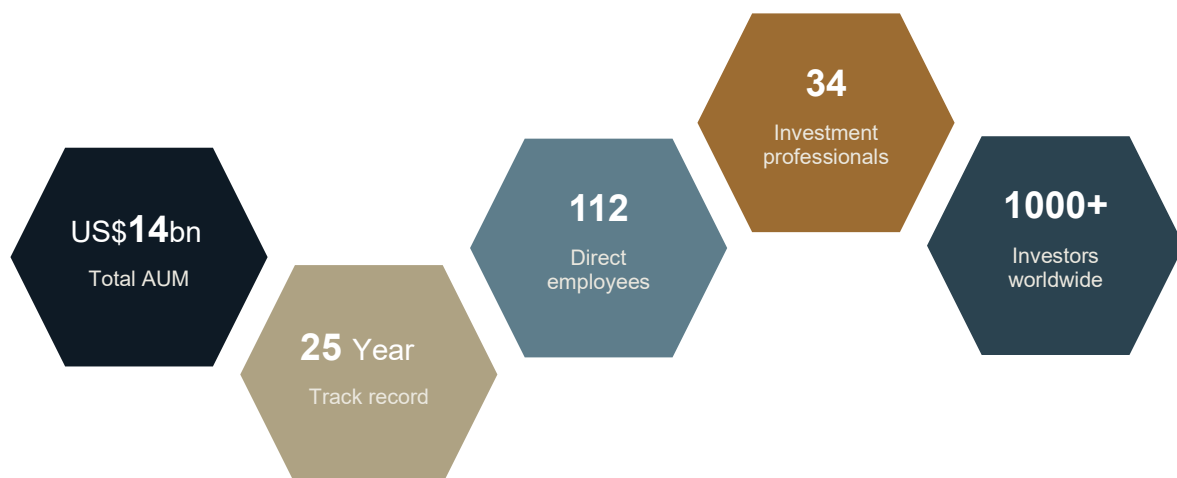 US$14bn
Total AUM
25 Year
Track record
112
Direct
employees
34
Investment
professionals
1000+
Investors
worldwide